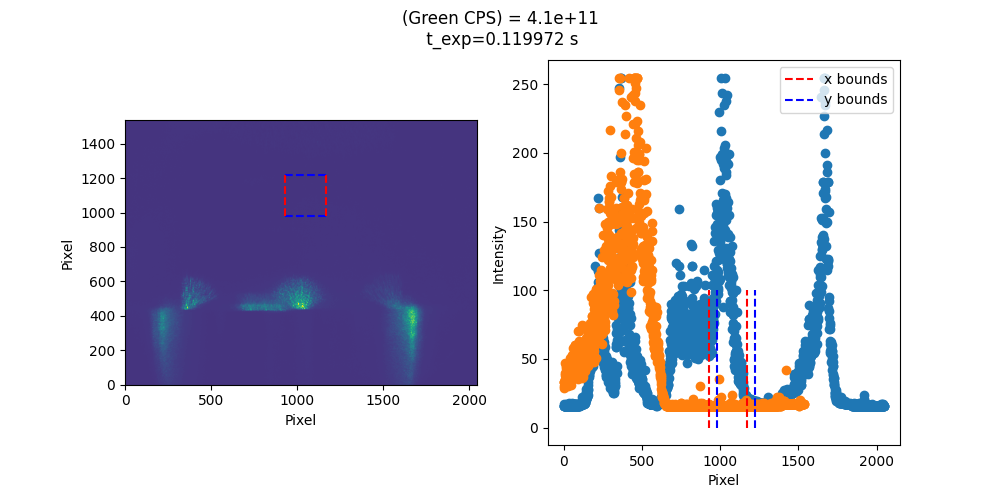 (Green CPS) = 4.1e+11
t_exp=0.119972 s
1400
1200
1000
800
600
400
200
0
Pixel
0 500 1000 1500 2000
Pixel
250
200
150
100
50
0
Intensity
x bounds
y bounds
0 500 1000 1500 2000
Pixel